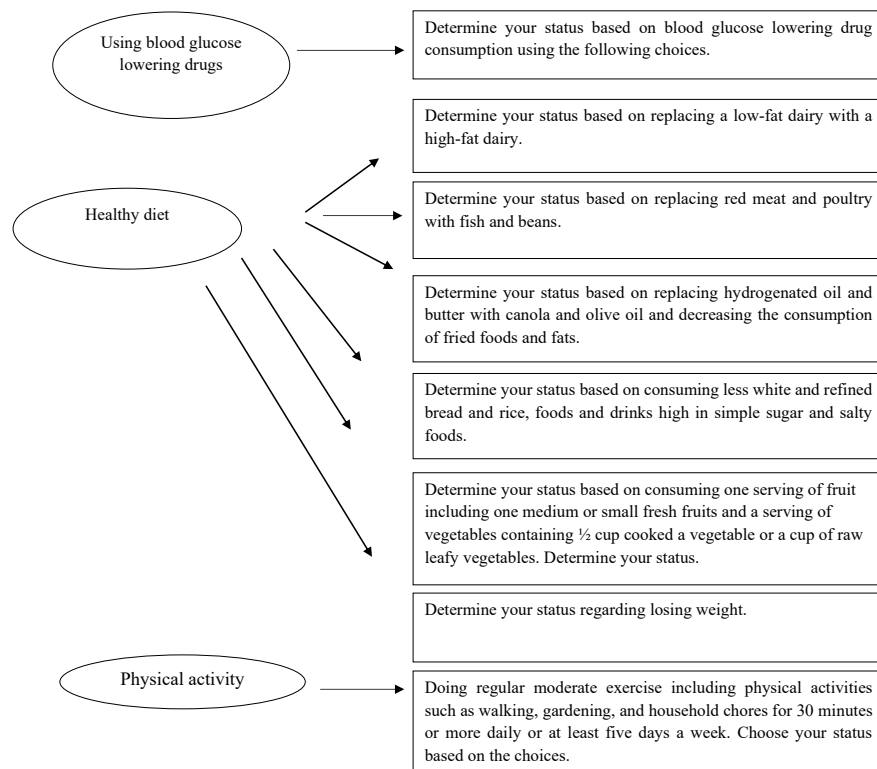 Using blood glucose
lowering drugs
Determine your status based on blood glucose lowering drug
consumption using the following choices.
Determine your status based on replacing a low-fat dairy with a
high-fat dairy.
Healthy diet
Determine your status based on replacing red meat and poultry
with fish and beans.
Determine your status based on replacing hydrogenated oil and
butter with canola and olive oil and decreasing the consumption
of fried foods and fats.
Determine your status based on consuming less white and refined
bread and rice, foods and drinks high in simple sugar and salty
foods.
Determine your status based on consuming one serving of fruit
including one medium or small fresh fruits and a serving of
vegetables containing ½ cup cooked a vegetable or a cup of raw
leafy vegetables. Determine your status.
Determine your status regarding losing weight.
Physical activity
Doing regular moderate exercise including physical activities
such as walking, gardening, and household chores for 30 minutes
or more daily or at least five days a week. Choose your status
based on the choices.